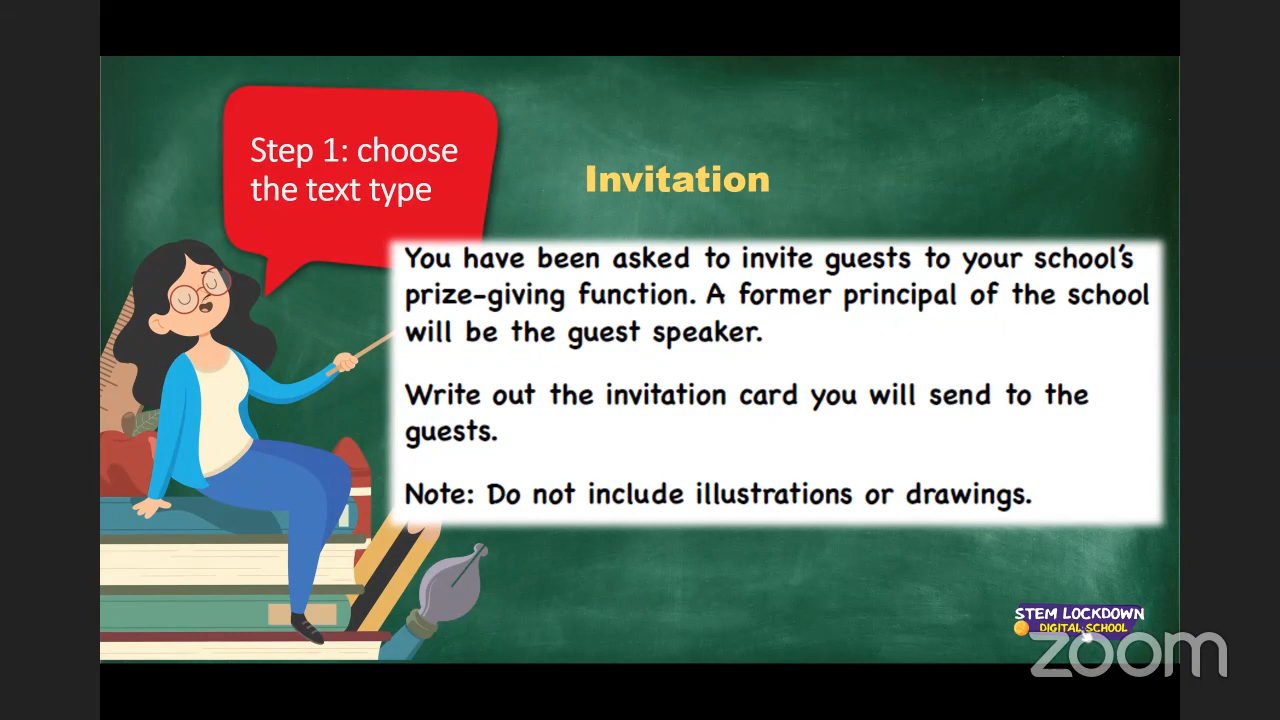 Step 1: choose
the text type
Invitation
You have been asked to invite guests to your school's
prize-giving function. A former principal of the school
will be the guest speaker.
Write out the invitation card you will send to the
guests.
Note: Do not include illustrations or drawings.
STEM LOCKDOWN
DIGITAL SCHOOL
zoom